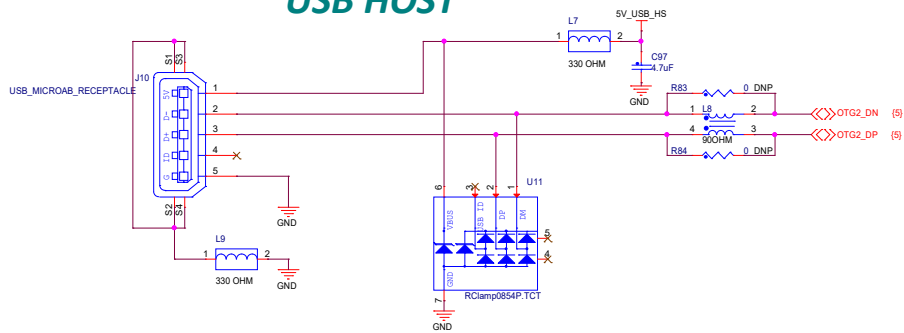 USB HOST
5V_USB_HS
L7
1 2
330 OHM
C97
4.7uF
GND
S1
S3
J10
USB_MICROAB_RECEPTACLE
5V
D-
D+
ID
G
1
2
3
4
5
S2
S4
GND
L9
1 2
330 OHM
GND
R83 0 DNP
1 L8 2
4 3
90OHM
R84 0 DNP
OTG2_DN {5}
OTG2_DP {5}
U11
6
3
2
1
VBUS
USB ID
DP
DM
5
4
GND
7
RClamp0854P.TCT
GND